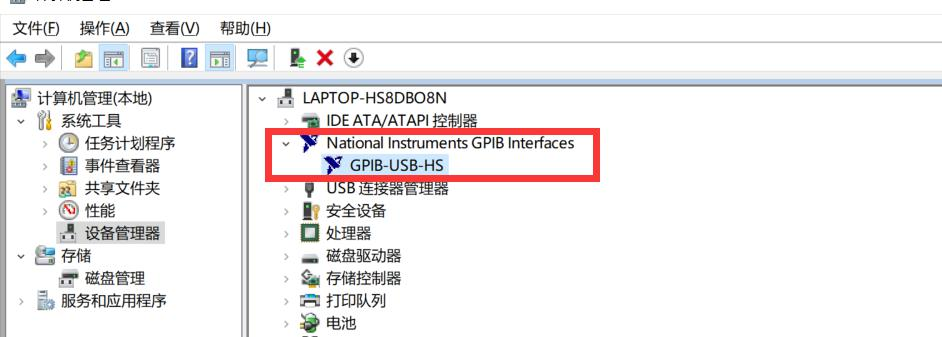 文件(F) 操作(A) 查看(V) 帮助(H)
计算机管理(本地)
系统工具
任务计划程序
事件查看器
共享文件夹
性能
设备管理器
存储
磁盘管理
服务和应用程序
LAPTOP-HS8DBO8N
IDE ATA/ATAPI 控制器
National Instruments GPIB Interfaces
GPIB-USB-HS
USB 连接器管理器
安全设备
处理器
磁盘驱动器
存储控制器
打印队列
电池